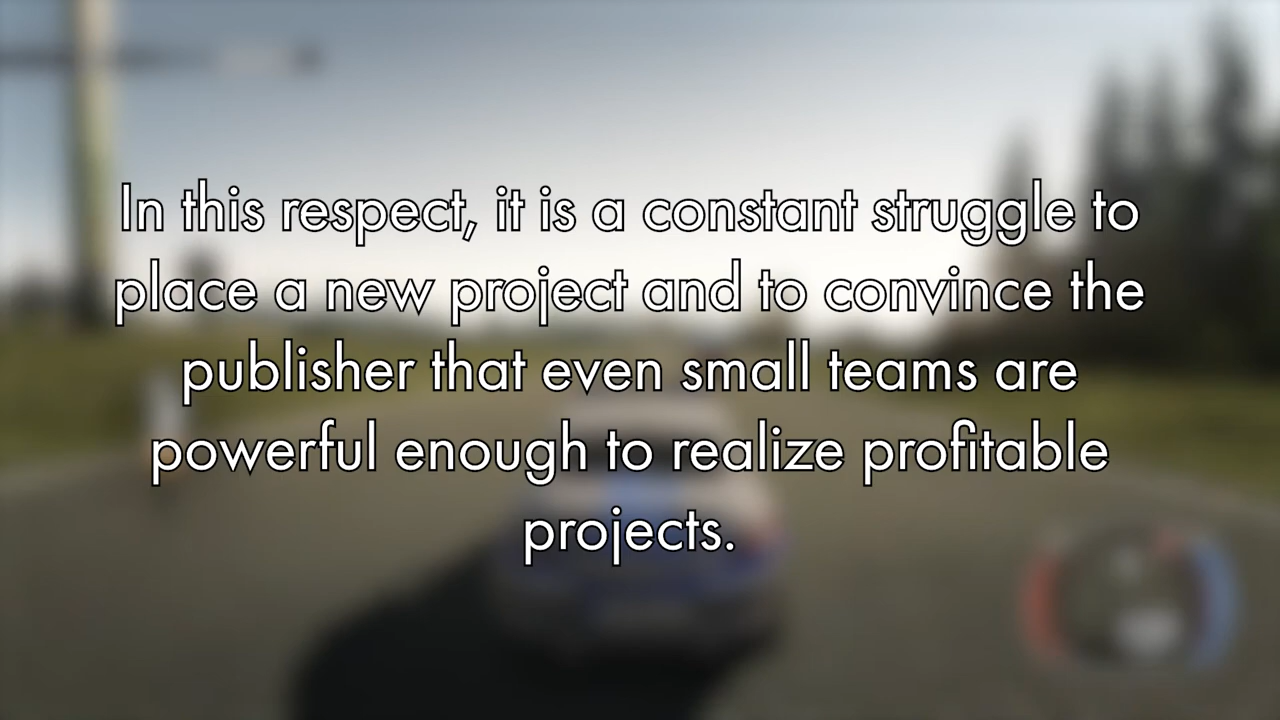 In this respect, it is a constant struggle to
place a new project and to convince the
publisher that even small teams are
powerful enough to realize profitable
projects.